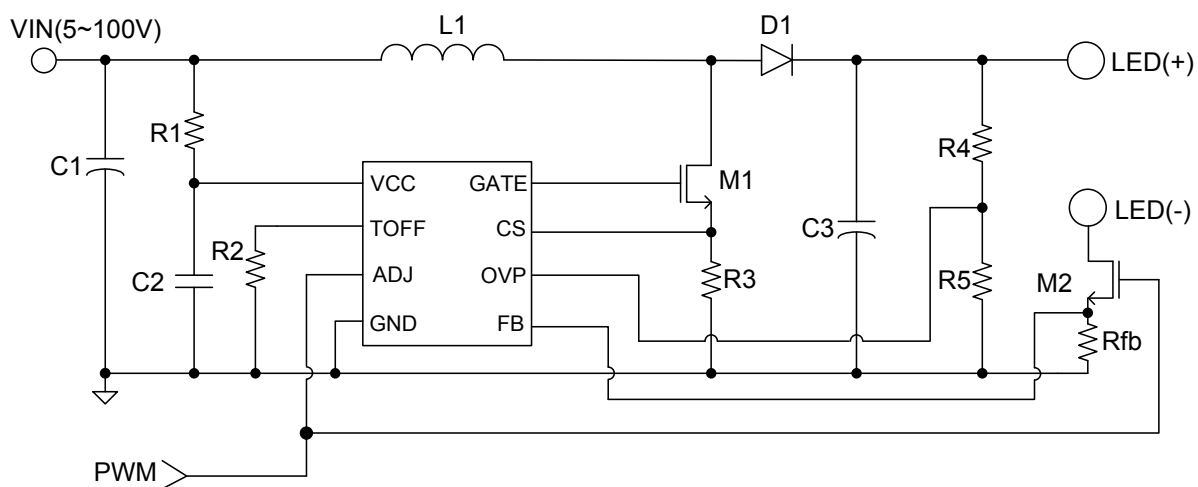 VIN(5~100V)
L1
D1
LED(+)
R1
C1
R4
VCC
GATE
M1
LED(-)
TOFF
CS
C3
R2
ADJ
OVP
R3
R5
M2
C2
GND
FB
Rfb
PWM